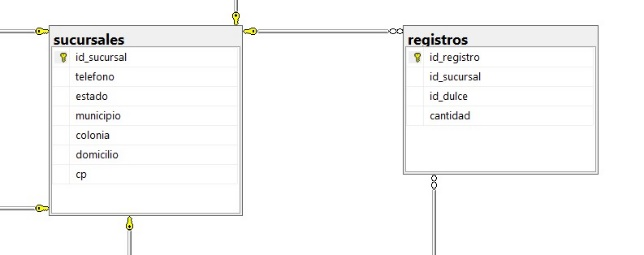 sucursales
id_sucursal
telefono
estado
municipio
colonia
domicilio
cp
registros
id_registro
id_sucursal
id_dulce
cantidad